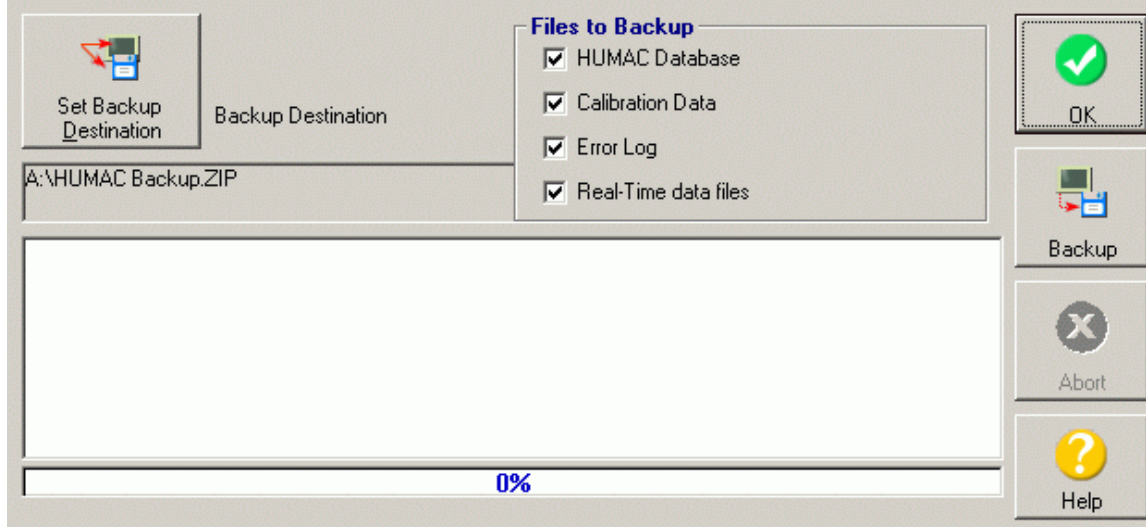 Set Backup
Destination
Backup Destination
A:\HUMAC Backup.ZIP
Files to Backup
HUMAC Database
Calibration Data
Error Log
Real-Time data files
0%
OK
Backup
Abort
Help